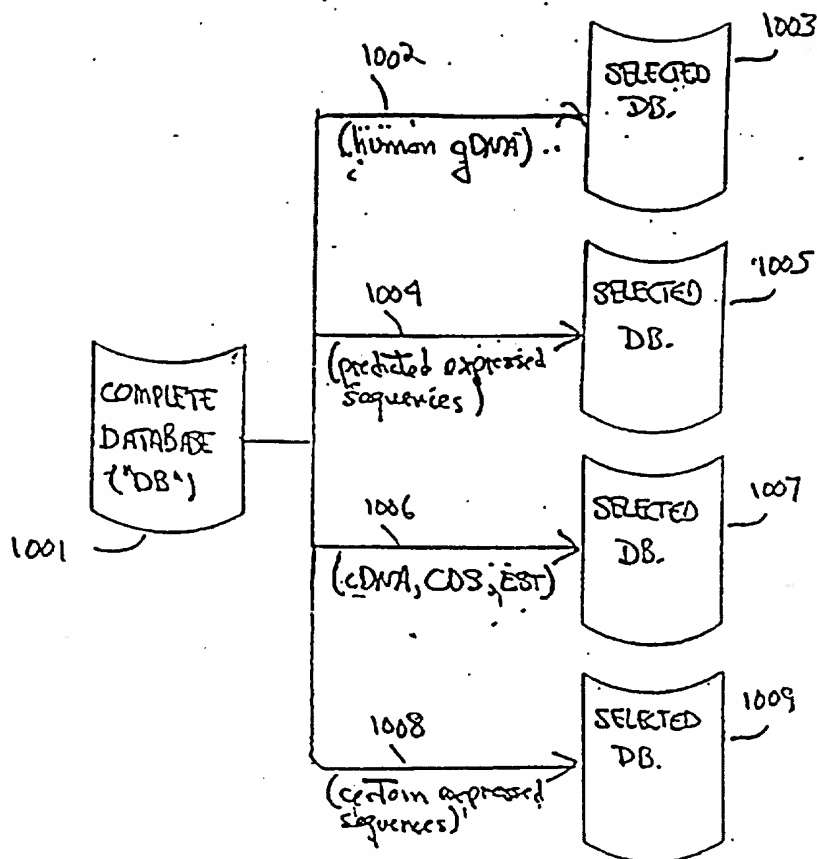 1002
1003
SELECTED
DB.
(human gDNA)
1004
1005
SELECTED
DB.
(predicted expressed
sequences)
COMPLETE
DATABASE
("DB")
1001
1006
1007
SELECTED
DB.
(cDNA, CDS, EST)
1008
1009
SELECTED
DB.
(certain expressed
sequences)